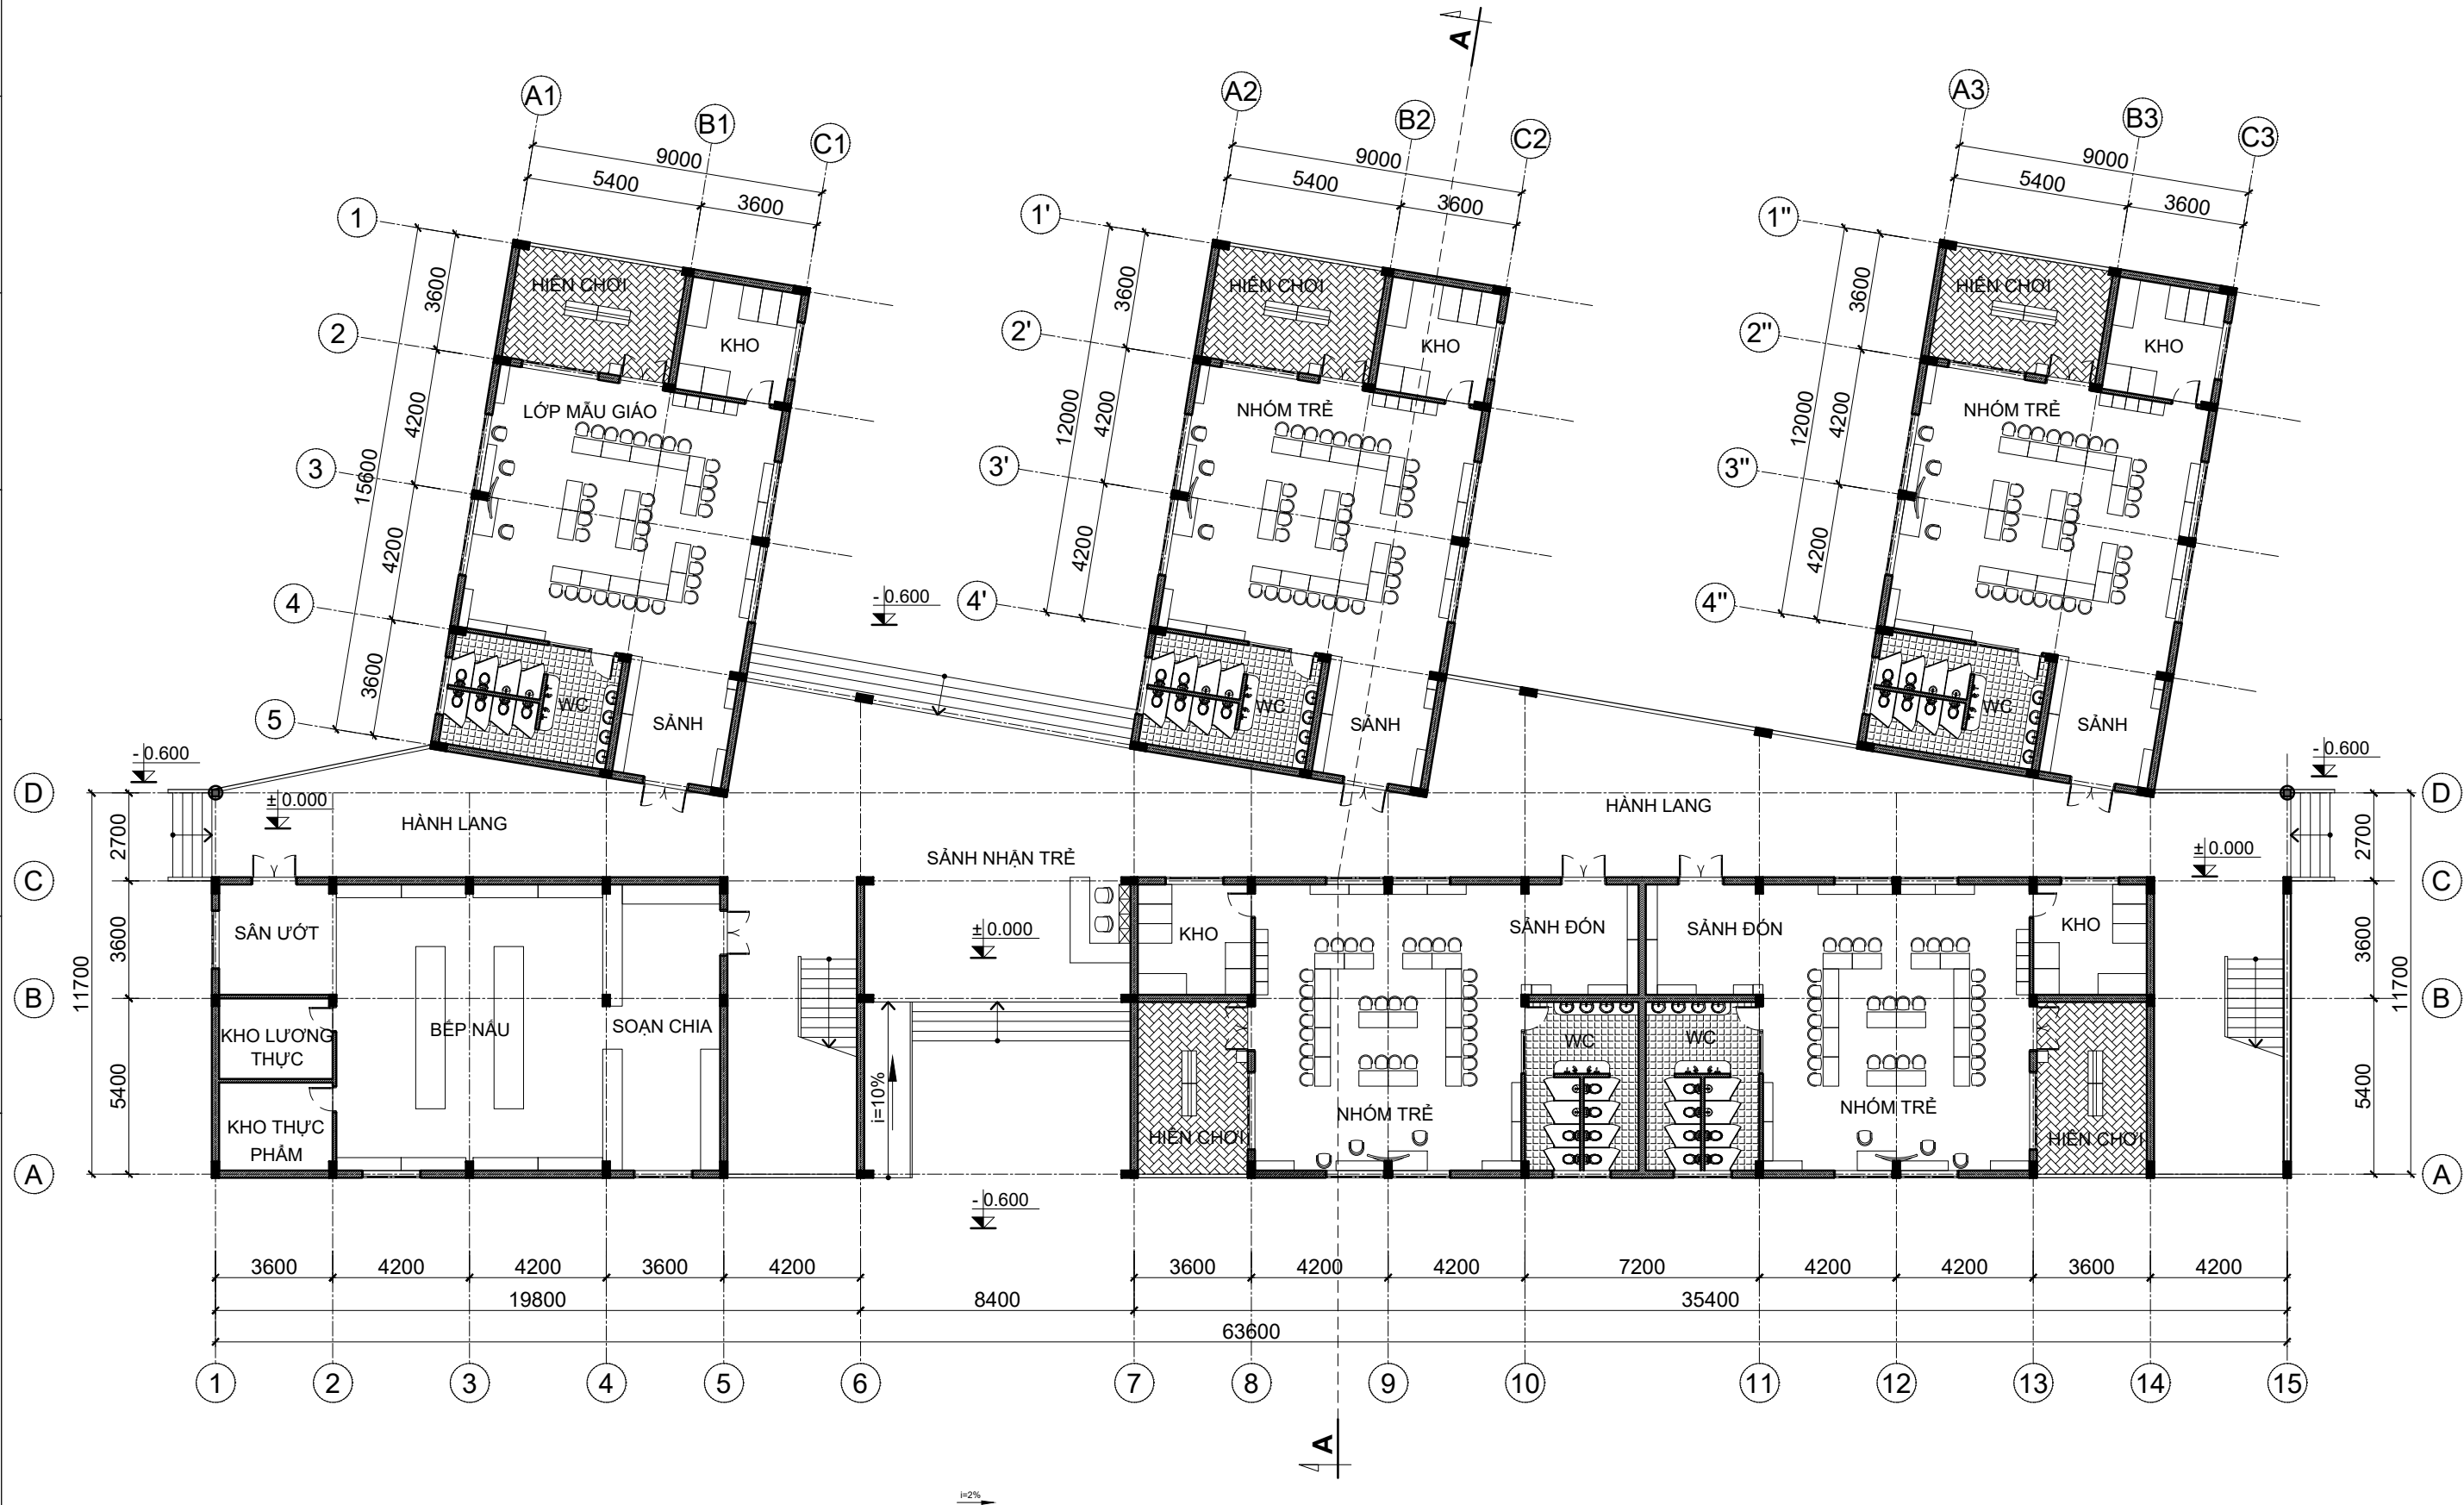 A
A1
B1
C1
A2
B2
C2
A3
B3
C3
9000
5400
3600
9000
5400
3600
9000
5400
3600
1
2
3
4
5
3600
4200
4200
3600
15600
1'
2'
3'
4'
3600
4200
4200
12000
1"
2"
3"
4"
3600
4200
4200
12000
HIÊN CHƠI
KHO
LỚP MẪU GIÁO
WC
SẢNH
HIÊN CHƠI
KHO
NHÓM TRẺ
WC
SẢNH
HIÊN CHƠI
KHO
NHÓM TRẺ
WC
SẢNH
- 0.600
- 0.600
- 0.600
D
C
B
A
2700
3600
5400
11700
± 0.000
HÀNH LANG
SẢNH NHẬN TRẺ
HÀNH LANG
± 0.000
± 0.000
SÂN ƯỚT
KHO LƯƠNG
THỰC
KHO THỰC
PHẨM
BẾP NẤU
SOẠN CHIA
i=10%
- 0.600
KHO
HIÊN CHƠI
NHÓM TRẺ
SẢNH ĐÓN
WC
SẢNH ĐÓN
WC
NHÓM TRẺ
KHO
HIÊN CHƠI
D
C
B
A
2700
3600
5400
11700
3600
4200
4200
3600
4200
3600
4200
4200
7200
4200
4200
3600
4200
19800
8400
35400
63600
1
2
3
4
5
6
7
8
9
10
11
12
13
14
15
A
i=2%